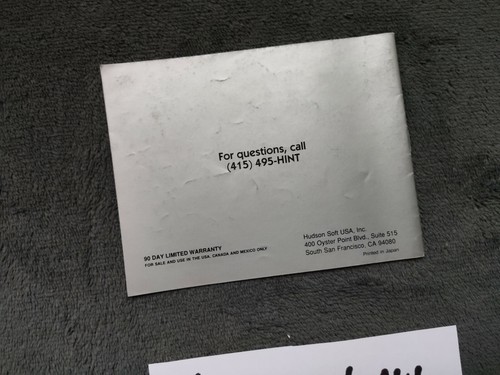 For questions, call
(415) 495-HINT
90 DAY LIMITED WARRANTY
FOR SALE AND USE IN THE USA, CANADA AND MEXICO ONLY
Hudson Soft USA, Inc.
400 Oyster Point Blvd., Suite 515
South San Francisco, CA 94080
Printed in Japan